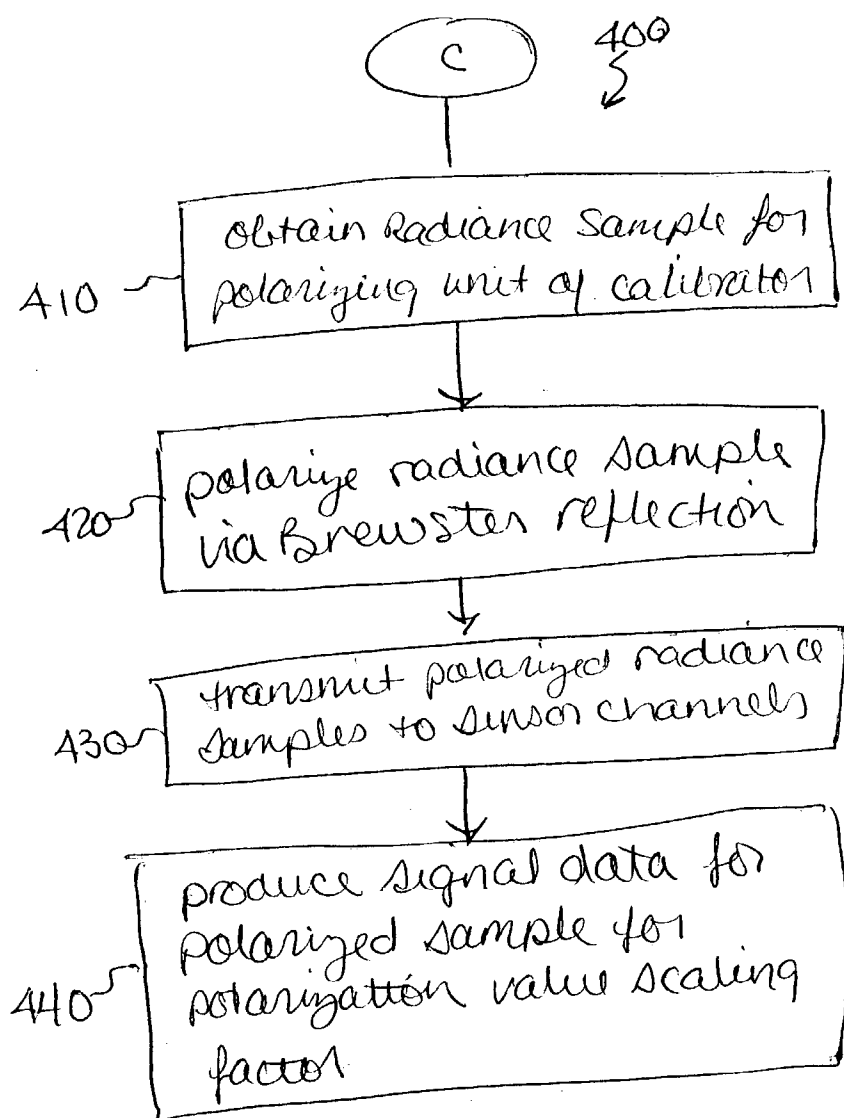 C
400
obtain Radiance Sample for
polarizing unit of calibrator
410
polarize radiance sample
via Brewster reflection
420
transmit polarized radiance
samples to sensor channels
430
produce signal data for
polarized sample for
polarization value scaling
factor
440